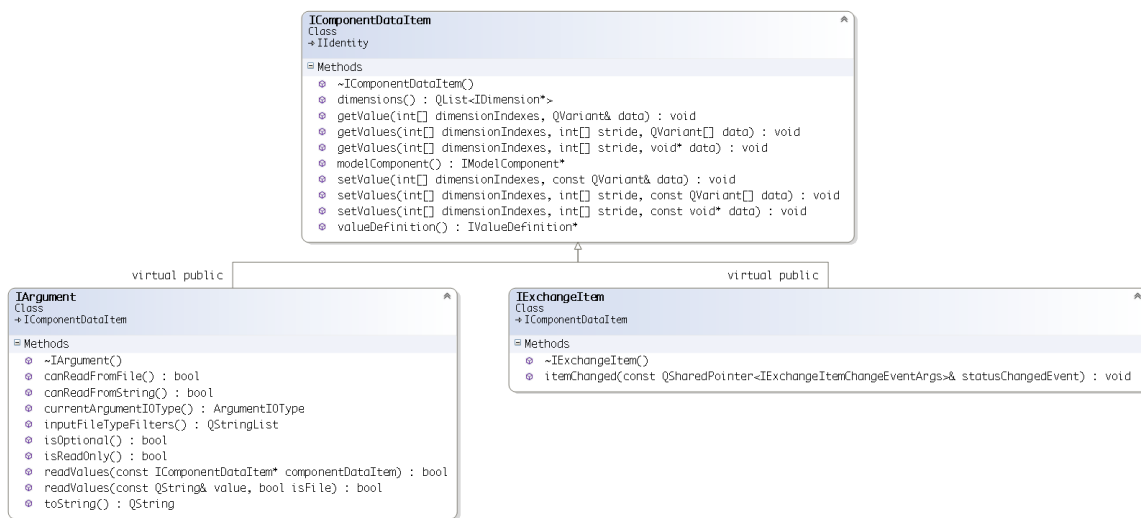 IComponentDataItem
Class
→ IIdentity
Methods
~IComponentDataItem()
dimensions() : QList<IDimension*>
getValue(int[] dimensionIndexes, QVariant& data) : void
getValues(int[] dimensionIndexes, int[] stride, QVariant[] data) : void
getValues(int[] dimensionIndexes, int[] stride, void* data) : void
modelComponent() : IModelComponent*
setValue(int[] dimensionIndexes, const QVariant& data) : void
setValues(int[] dimensionIndexes, int[] stride, const QVariant[] data) : void
setValues(int[] dimensionIndexes, int[] stride, const void* data) : void
valueDefinition() : IValueDefinition*
virtual public
virtual public
IArgument
Class
→ IComponentDataItem
Methods
~IArgument()
canReadFromFile() : bool
canReadFromString() : bool
currentArgumentIOType() : ArgumentIOType
inputFileTypeFilters() : QStringList
isOptional() : bool
isReadOnly() : bool
readValues(const IComponentDataItem* componentDataItem) : bool
readValues(const QString& value, bool isFile) : bool
toString() : QString
IExchangeItem
Class
→ IComponentDataItem
Methods
~IExchangeItem()
itemChanged(const QSharedPointer<IExchangeItemChangeEventArgs>& statusChangedEvent) : void